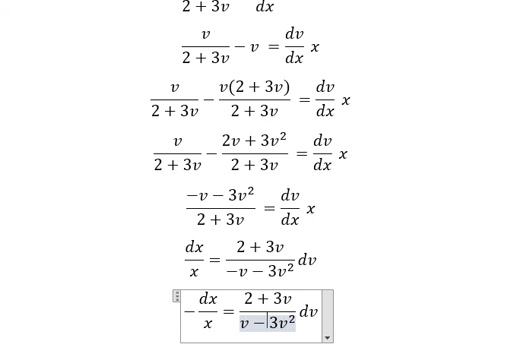 2 + 3v dx
v/(2 + 3v) − v = dv/dx x
v/(2 + 3v) − v(2 + 3v)/(2 + 3v) = dv/dx x
v/(2 + 3v) − (2v + 3v²)/(2 + 3v) = dv/dx x
(−v − 3v²)/(2 + 3v) = dv/dx x
dx/x = (2 + 3v)/(−v − 3v²) dv
−dx/x = (2 + 3v)/(v − 3v²) dv